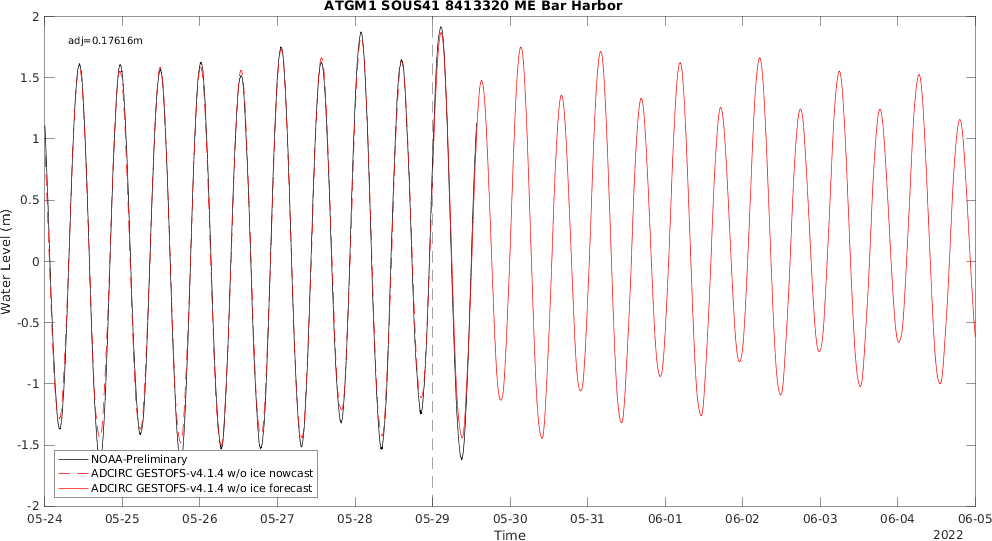 ATGM1 SOUS41 8413320 ME Bar Harbor
adj=0.17616m
2
1.5
1
0.5
0
-0.5
-1
-1.5
-2
Water Level (m)
NOAA-Preliminary
ADCIRC GESTOFS-v4.1.4 w/o ice nowcast
ADCIRC GESTOFS-v4.1.4 w/o ice forecast
05-24 05-25 05-26 05-27 05-28 05-29 05-30 05-31 06-01 06-02 06-03 06-04 06-05
Time
2022